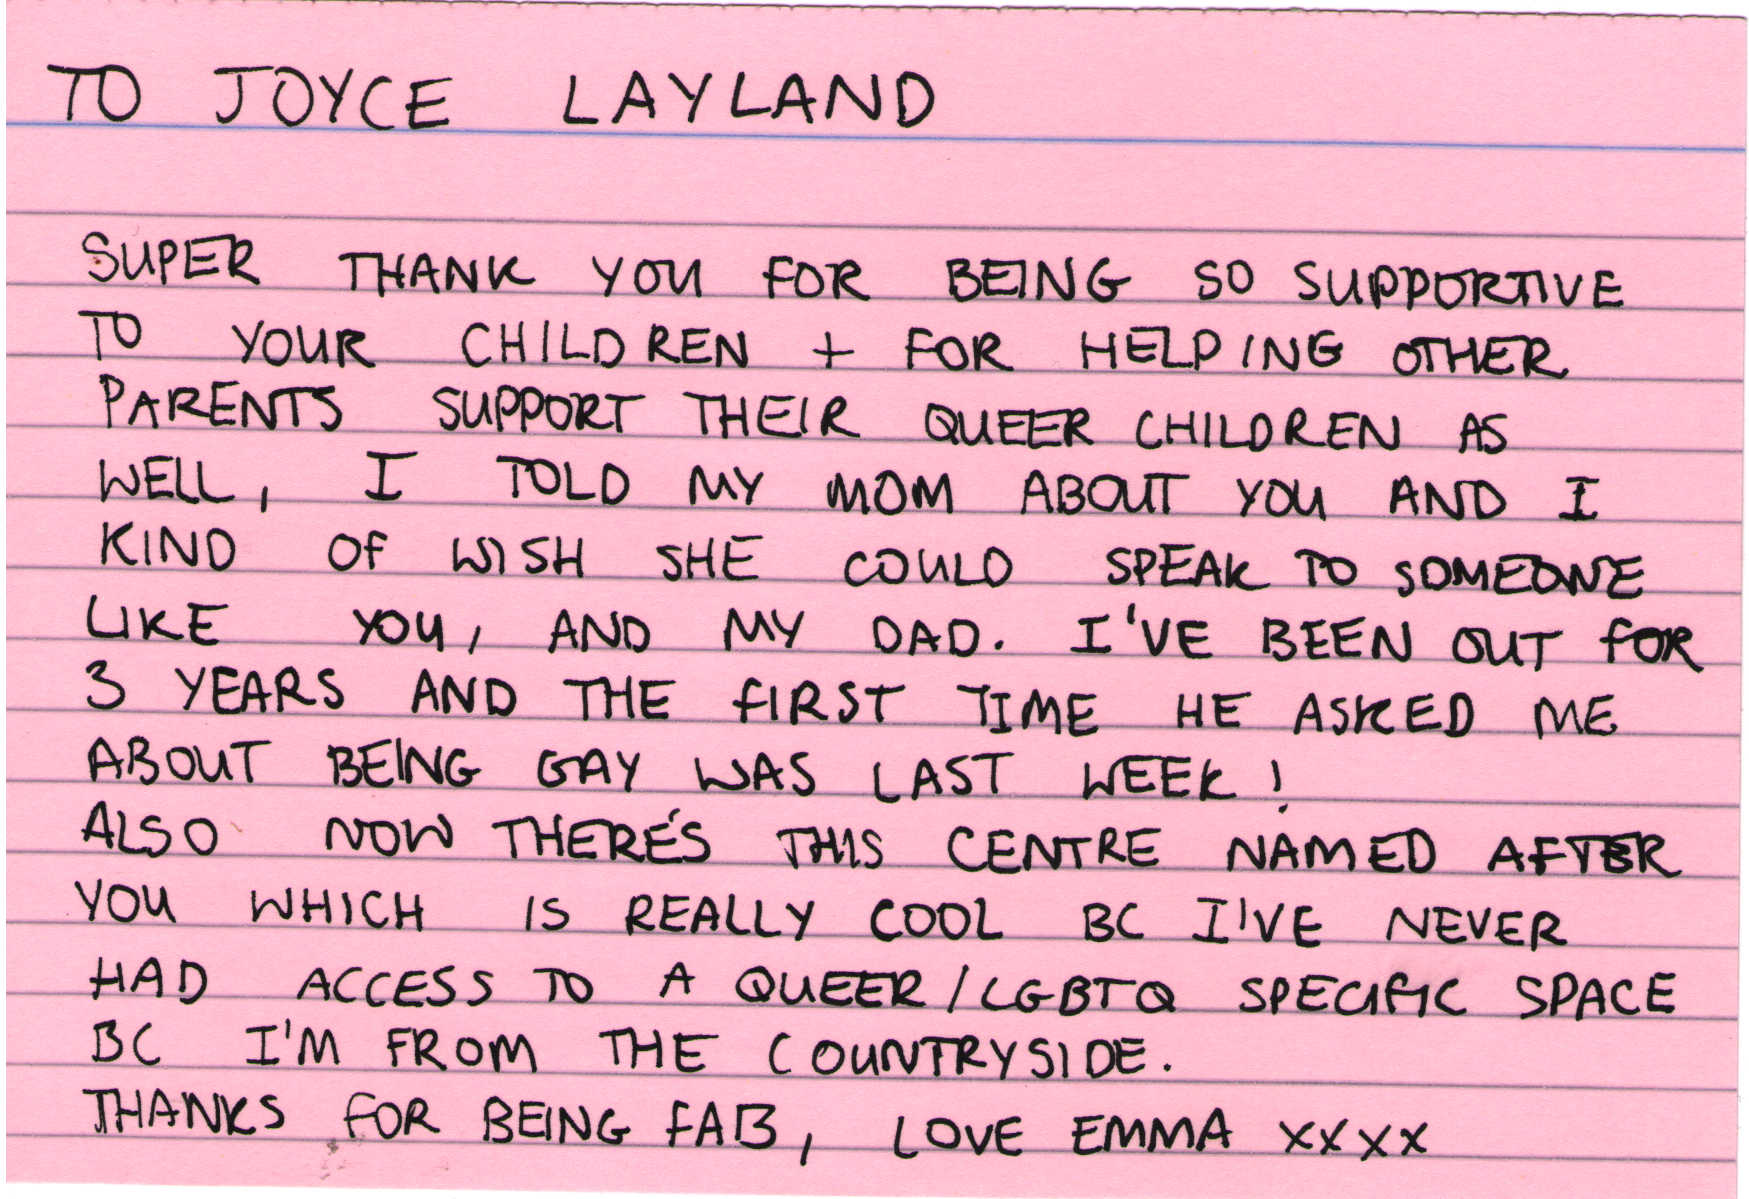 TO JOYCE LAYLAND
SUPER THANK YOU FOR BEING SO SUPPORTIVE
TO YOUR CHILDREN + FOR HELPING OTHER
PARENTS SUPPORT THEIR QUEER CHILDREN AS
WELL, I TOLD MY MOM ABOUT YOU AND I
KIND OF WISH SHE COULD SPEAK TO SOMEONE
LIKE YOU, AND MY DAD. I'VE BEEN OUT FOR
3 YEARS AND THE FIRST TIME HE ASKED ME
ABOUT BEING GAY WAS LAST WEEK!
ALSO NOW THERE'S THIS CENTRE NAMED AFTER
YOU WHICH IS REALLY COOL BC I'VE NEVER
HAD ACCESS TO A QUEER/LGBTQ SPECIFIC SPACE
BC I'M FROM THE COUNTRYSIDE.
THANKS FOR BEING FAB, LOVE EMMA XXXX